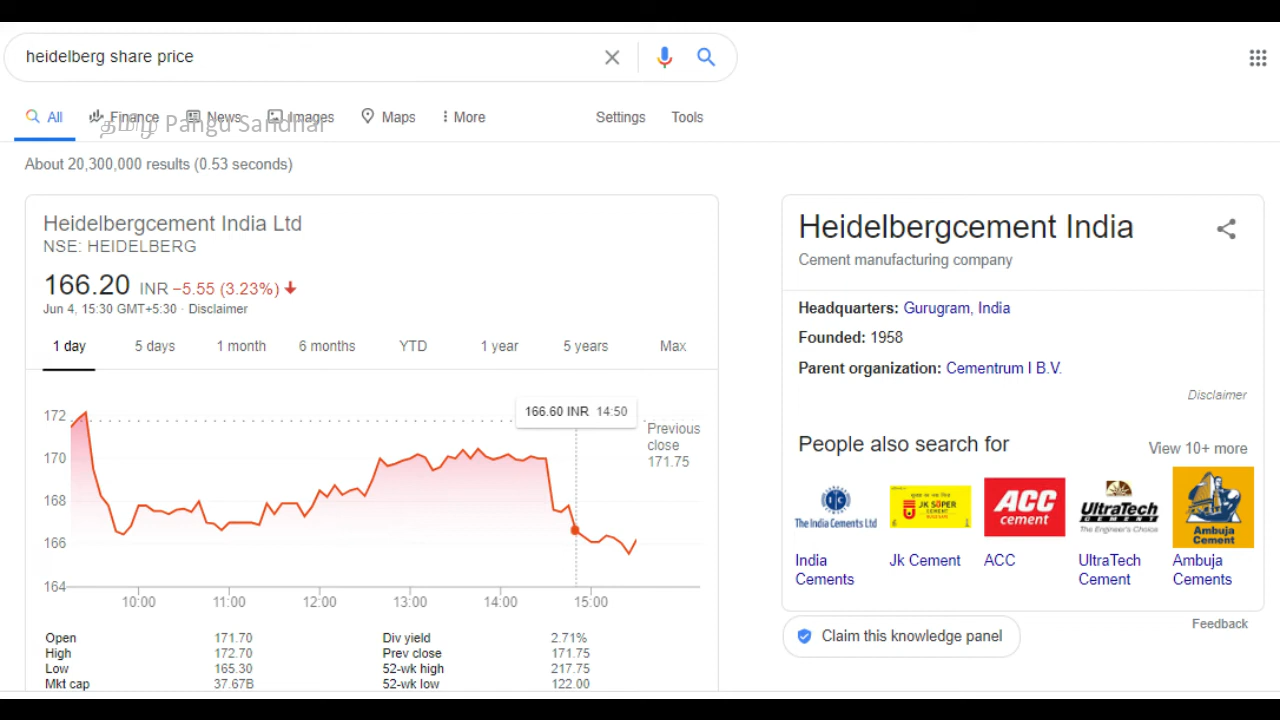 heidelberg share price
All Finance News Images Maps More Settings Tools
தமிழ் Pangu Sandhai
About 20,300,000 results (0.53 seconds)
Heidelbergcement India Ltd
NSE: HEIDELBERG
166.20 INR −5.55 (3.23%)
Jun 4, 15:30 GMT+5:30 · Disclaimer
1 day 5 days 1 month 6 months YTD 1 year 5 years Max
166.60 INR 14:50
172
170
168
166
164
Previous
close
171.75
10:00 11:00 12:00 13:00 14:00 15:00
Open 171.70 Div yield 2.71%
High 172.70 Prev close 171.75
Low 165.30 52-wk high 217.75
Mkt cap 37.67B 52-wk low 122.00
Heidelbergcement India
Cement manufacturing company
Headquarters: Gurugram, India
Founded: 1958
Parent organization: Cementrum I B.V.
Disclaimer
People also search for
View 10+ more
The India Cements Ltd
JK SUPER
CEMENT
ACC
cement
UltraTech
CEMENT
The Engineer's Choice
Ambuja
Cement
India
Cements
Jk Cement
ACC
UltraTech
Cement
Ambuja
Cements
Feedback
Claim this knowledge panel